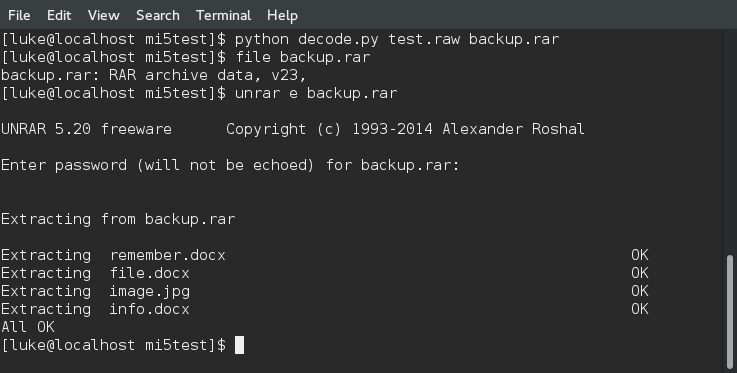 File Edit View Search Terminal Help
[luke@localhost mi5test]$ python decode.py test.raw backup.rar
[luke@localhost mi5test]$ file backup.rar
backup.rar: RAR archive data, v23,
[luke@localhost mi5test]$ unrar e backup.rar
UNRAR 5.20 freeware      Copyright (c) 1993-2014 Alexander Roshal
Enter password (will not be echoed) for backup.rar:
Extracting from backup.rar
Extracting  remember.docx                                             OK
Extracting  file.docx                                                 OK
Extracting  image.jpg                                                 OK
Extracting  info.docx                                                 OK
All OK
[luke@localhost mi5test]$